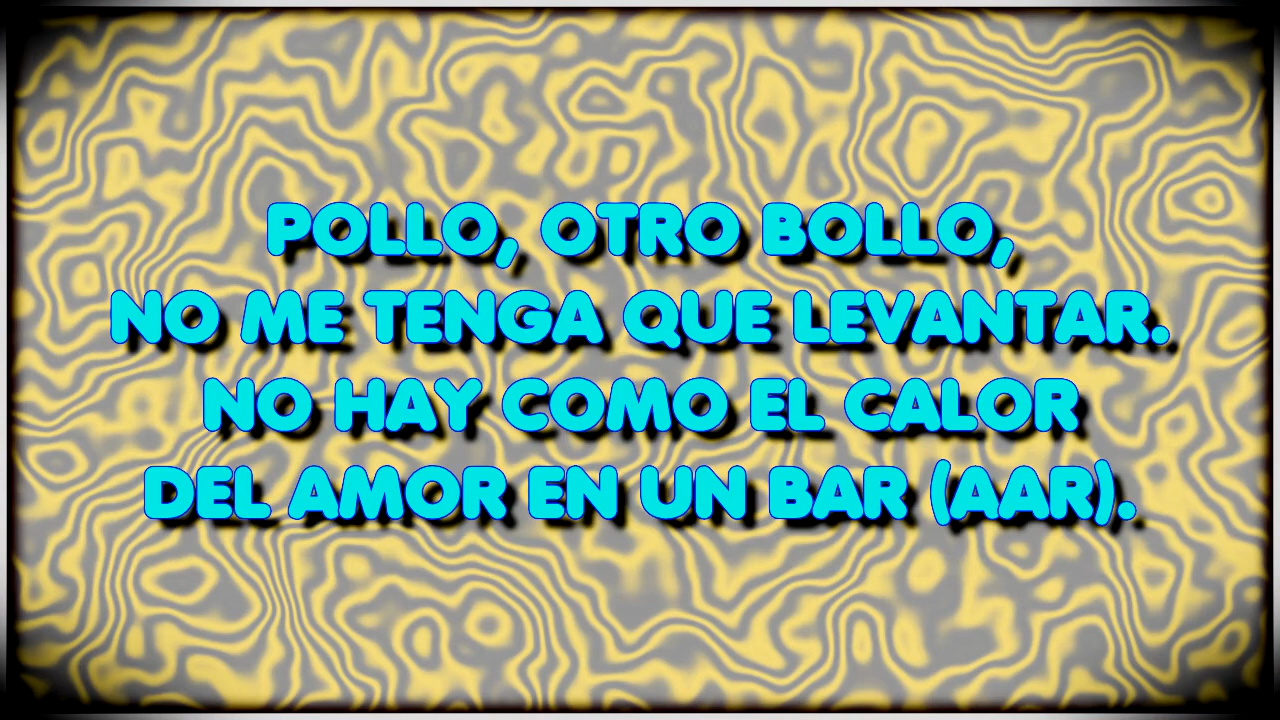 POLLO, OTRO BOLLO,
NO ME TENGA QUE LEVANTAR.
NO HAY COMO EL CALOR
DEL AMOR EN UN BAR (AAR).